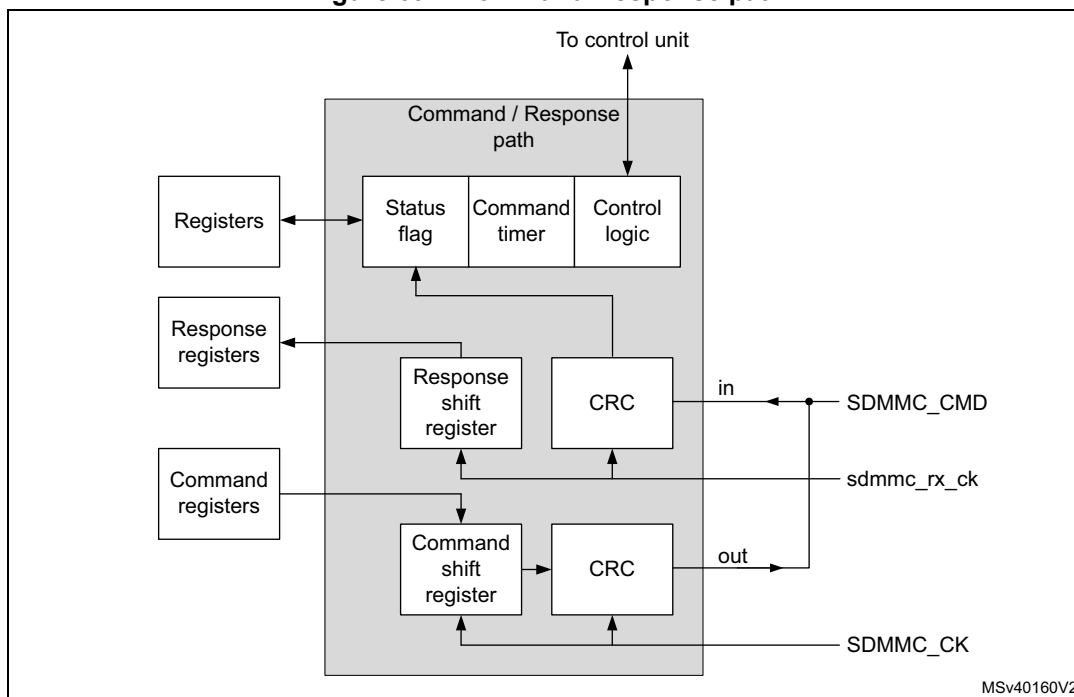 To control unit
Command / Response
path
Registers
Status
flag
Command
timer
Control
logic
Response
registers
Response
shift
register
CRC
in
SDMMC_CMD
sdmmc_rx_ck
Command
registers
Command
shift
register
CRC
out
SDMMC_CK
MSv40160V2